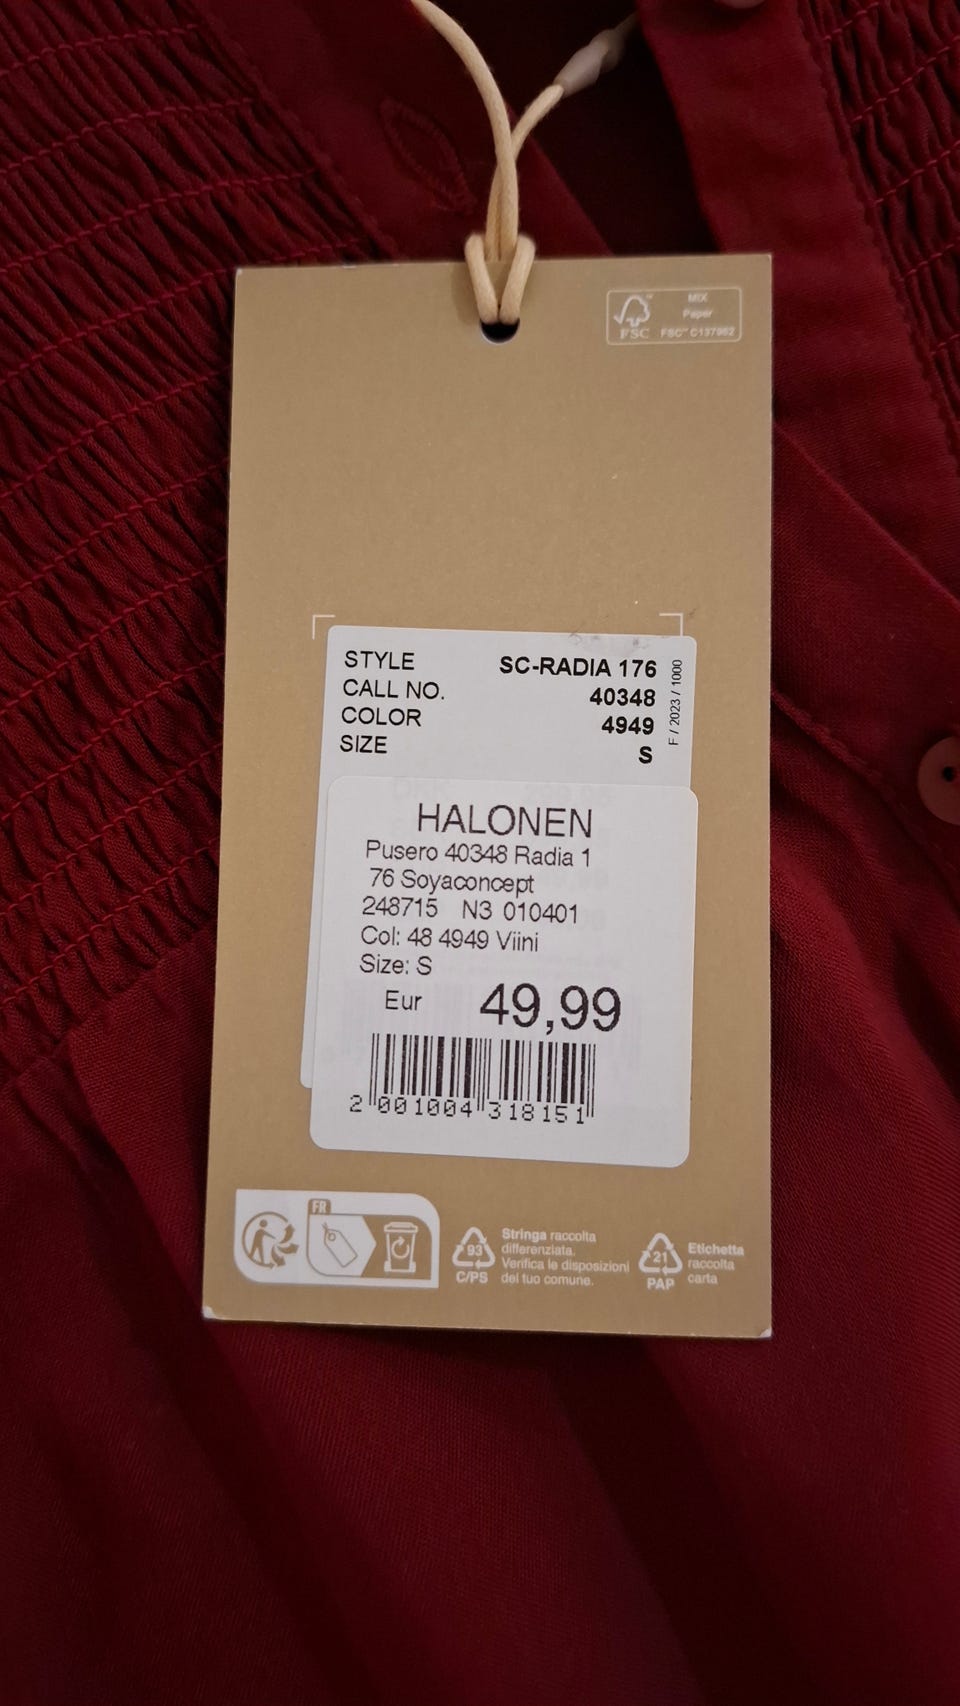 MIX
Paper
FSC™ C137982
FSC
STYLE SC-RADIA 176
CALL NO. 40348
COLOR 4949
SIZE S
F / 2023 / 1000
HALONEN
Pusero 40348 Radia 1
76 Soyaconcept
248715 N3 010401
Col: 48 4949 Viini
Size: S
Eur 49,99
2 001004 318151
FR
93
C/PS
Stringa raccolta
differenziata.
Verifica le disposizioni
del tuo comune.
21
PAP
Etichetta
raccolta
carta